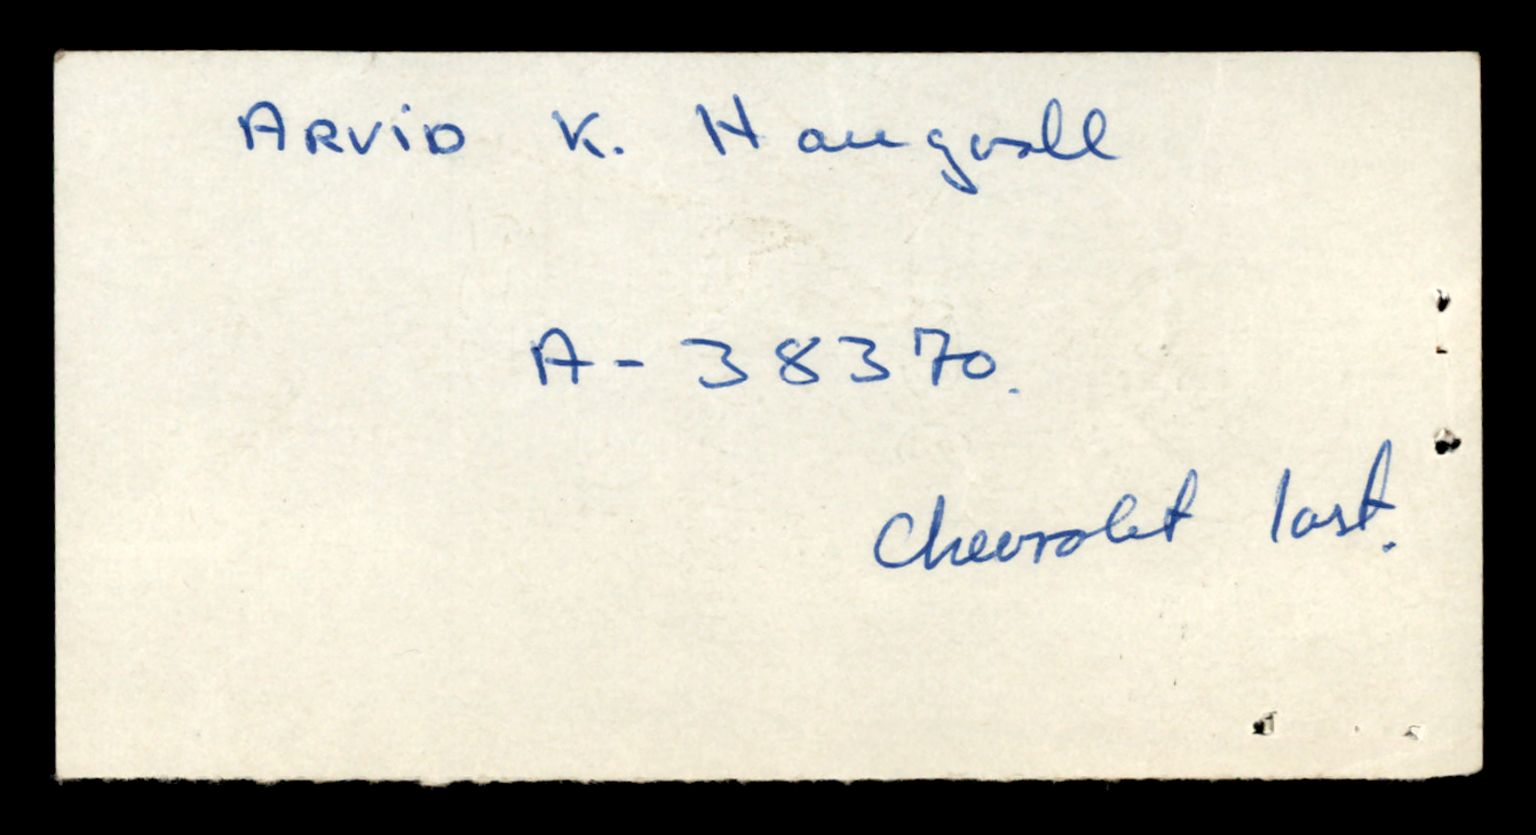 ARViD K. Haugvoll
A-38370.
Chevrolet last.